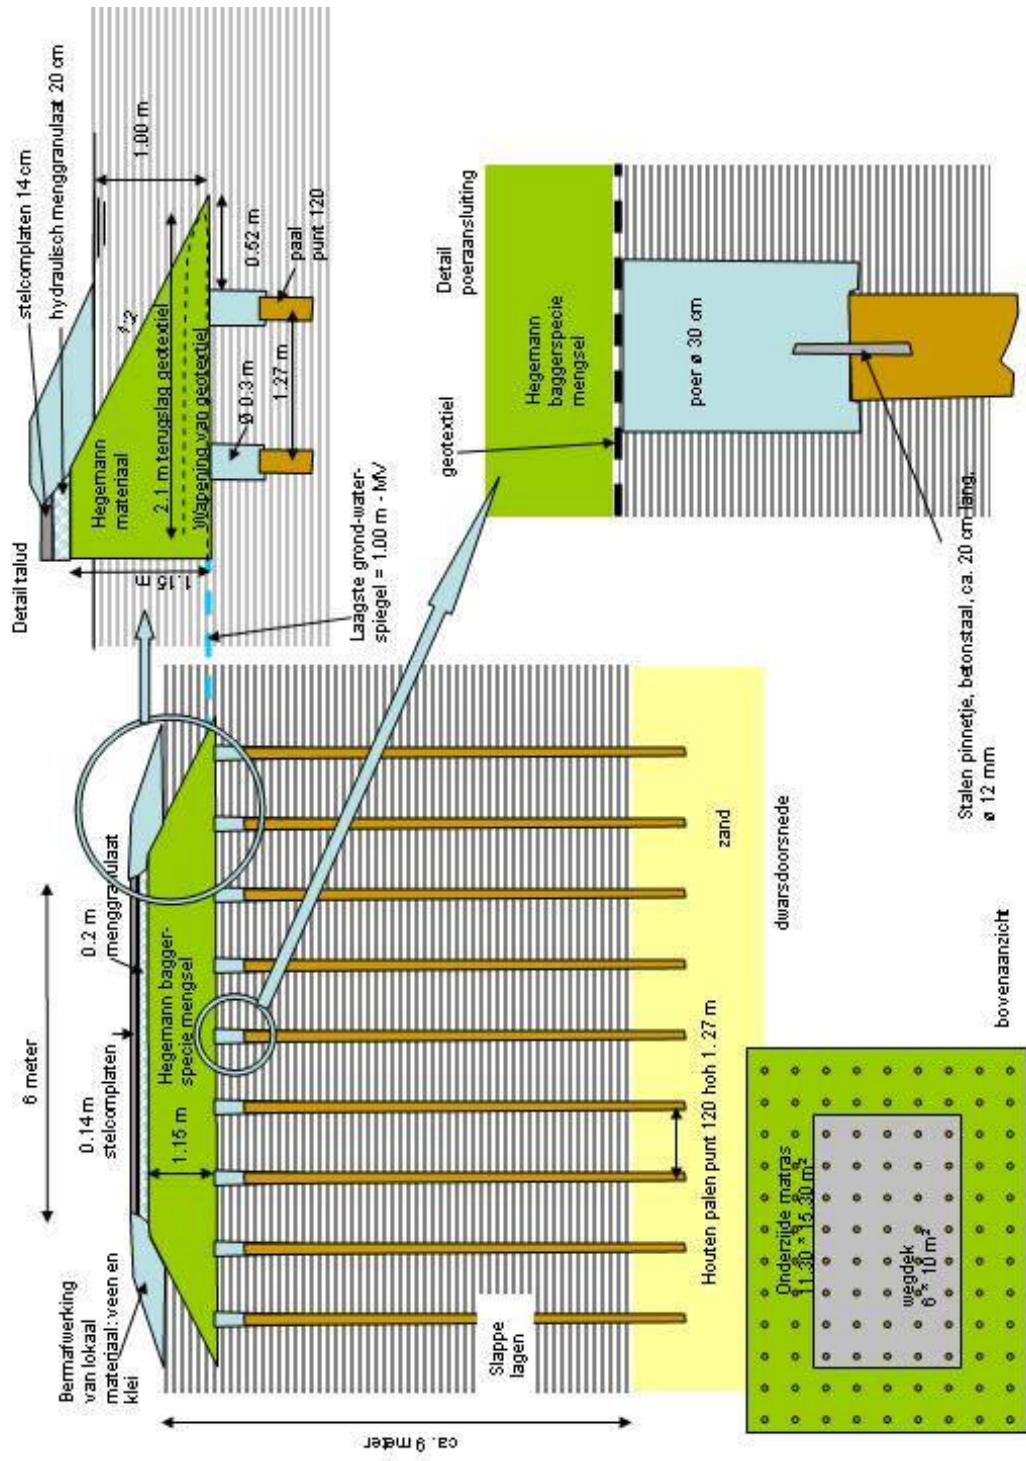 Detail talud
stelcomplaten 14 cm
hydraulisch menggranulaat 20 cm
1.00 m
1:2
Hegemann
materiaal
2.1 m terugslag geotextiel
Wapening van geotextiel
1.15 m
0.52 m
Ø 0.3 m
1.27 m
paal
punt 120
Laagste grond-water-
spiegel = 1.00 m - MV
6 meter
0.14 m
stelcomplaten
0.2 m
menggranulaat
Bermafwerking
van lokaal
materiaal: veen en
klei
1.15 m
Hegemann bagger-
specie mengsel
ca. 9 meter
Slappe
lagen
Houten palen punt 120 hoh 1. 27 m
zand
dwarsdoorsnede
Detail
poeraansluiting
geotextiel
Hegemann
baggerspecie
mengsel
poer ø 30 cm
Stalen pinnetje, betonstaal, ca. 20 cm lang,
ø 12 mm
bovenaanzicht
Onderzijde matras
11.30 * 15.30 m²
wegdek
6 * 10 m²